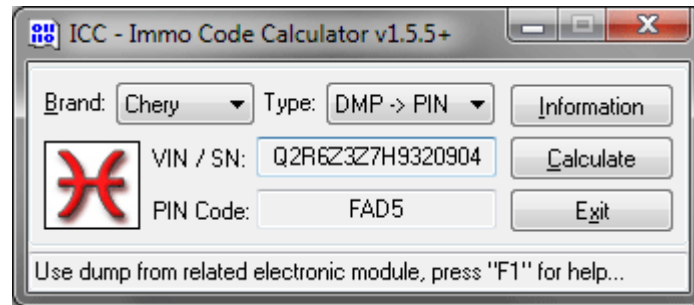 ICC - Immo Code Calculator v1.5.5+
Brand: Chery Type: DMP -> PIN Information
VIN / SN: Q2R6Z3Z7H9320904 Calculate
PIN Code: FAD5 Exit
Use dump from related electronic module, press "F1" for help...